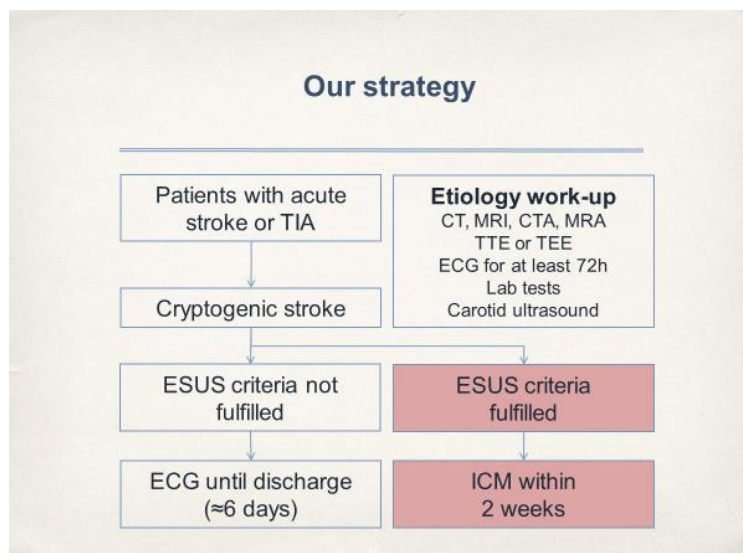 Our strategy
Patients with acute
stroke or TIA
Etiology work-up
CT, MRI, CTA, MRA
TTE or TEE
ECG for at least 72h
Lab tests
Carotid ultrasound
Cryptogenic stroke
ESUS criteria not
fulfilled
ESUS criteria
fulfilled
ECG until discharge
(≈6 days)
ICM within
2 weeks